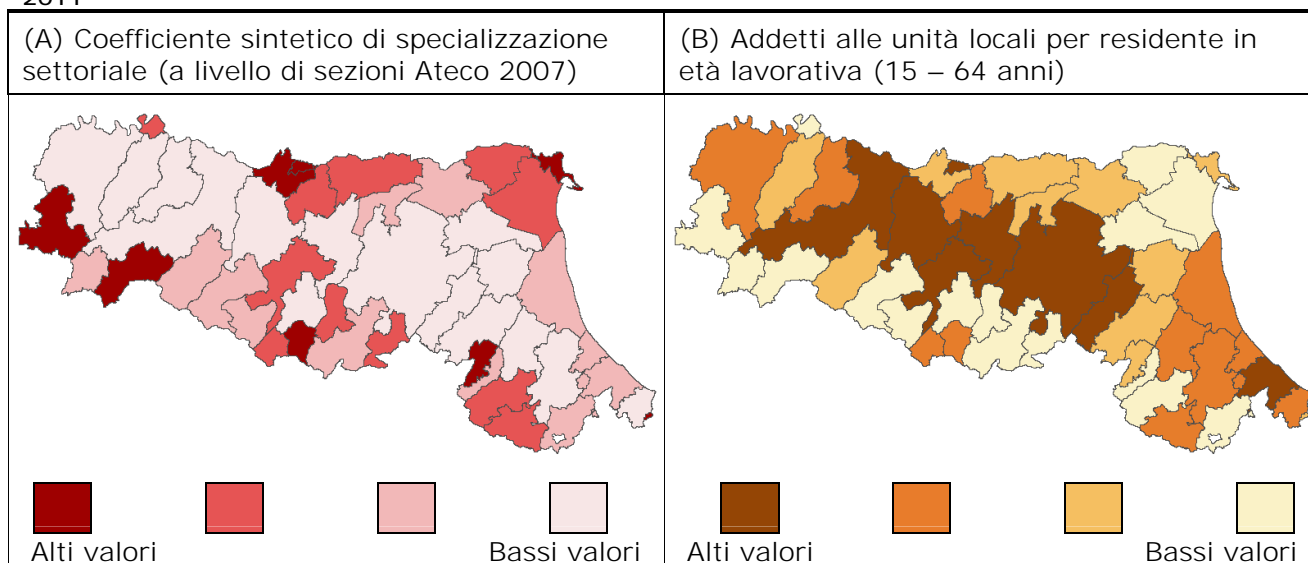 (A) Coefficiente sintetico di specializzazione
settoriale (a livello di sezioni Ateco 2007)
(B) Addetti alle unità locali per residente in
età lavorativa (15 – 64 anni)
Alti valori
Bassi valori
Alti valori
Bassi valori